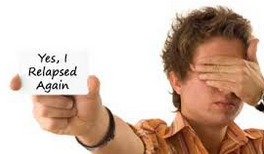 Yes, I
Relapsed
Again